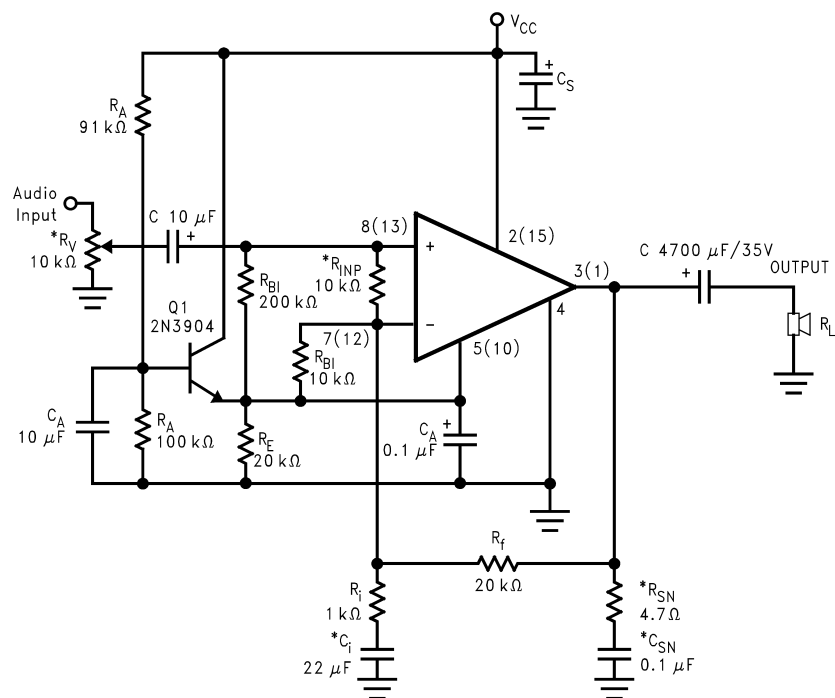 V_CC
+
C_S
R_A
91 kΩ
Audio
Input
*R_V
10 kΩ
C 10 μF
+
8(13)
+
*R_INP
10 kΩ
2(15)
3(1)
C 4700 μF/35V
+
OUTPUT
R_L
R_BI
200 kΩ
Q1
2N3904
7(12)
−
4
R_BI
10 kΩ
5(10)
C_A
10 μF
R_A
100 kΩ
R_E
20 kΩ
C_A
+
0.1 μF
R_f
20 kΩ
R_i
1 kΩ
*C_i
22 μF
*R_SN
4.7Ω
*C_SN
0.1 μF